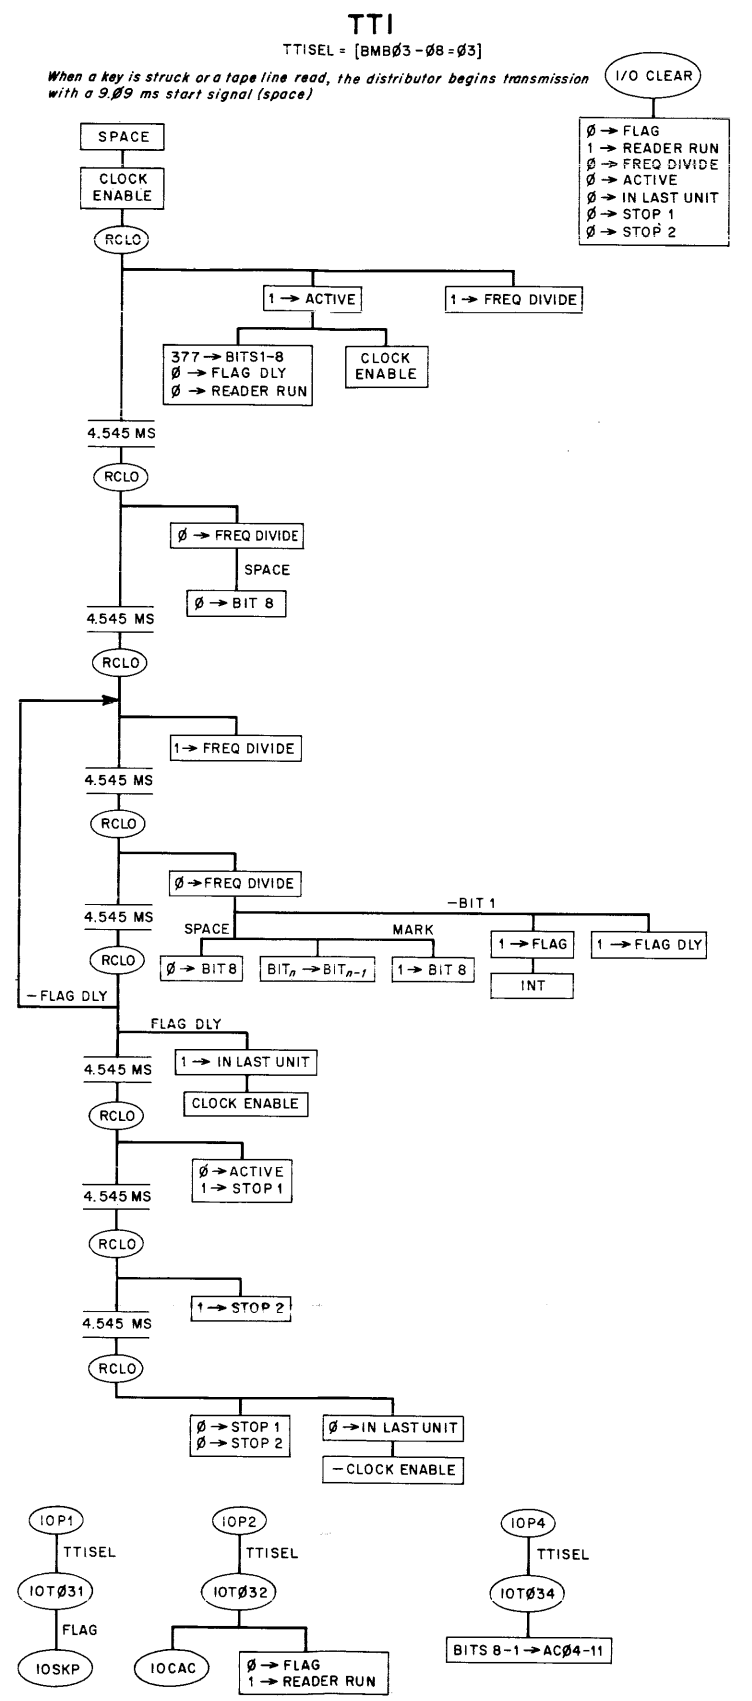 TTI
TTISEL = [BMBØ3-Ø8=Ø3]
When a key is struck or a tape line read, the distributor begins transmission
with a 9.Ø9 ms start signal (space)
I/O CLEAR
Ø→FLAG
1→READER RUN
Ø→FREQ DIVIDE
Ø→ACTIVE
Ø→IN LAST UNIT
Ø→STOP 1
Ø→STOP 2
SPACE
CLOCK
ENABLE
RCLO
1→ACTIVE
1→FREQ DIVIDE
377→BITS1-8
Ø→FLAG DLY
Ø→READER RUN
CLOCK
ENABLE
4.545 MS
RCLO
Ø→FREQ DIVIDE
SPACE
Ø→BIT 8
4.545 MS
RCLO
1→FREQ DIVIDE
4.545 MS
RCLO
Ø→FREQ DIVIDE
-BIT 1
4.545 MS
SPACE
MARK
1→FLAG
1→FLAG DLY
RCLO
Ø→BIT8
BITn→BITn-1
1→BIT 8
INT
-FLAG DLY
FLAG DLY
1→IN LAST UNIT
4.545 MS
CLOCK ENABLE
RCLO
Ø→ACTIVE
1→STOP 1
4.545 MS
RCLO
1→STOP 2
4.545 MS
RCLO
Ø→STOP 1
Ø→STOP 2
Ø→IN LAST UNIT
-CLOCK ENABLE
IOP1
TTISEL
IOTØ31
FLAG
IOSKP
IOP2
TTISEL
IOTØ32
IOCAC
Ø→FLAG
1→READER RUN
IOP4
TTISEL
IOTØ34
BITS 8-1→ACØ4-11